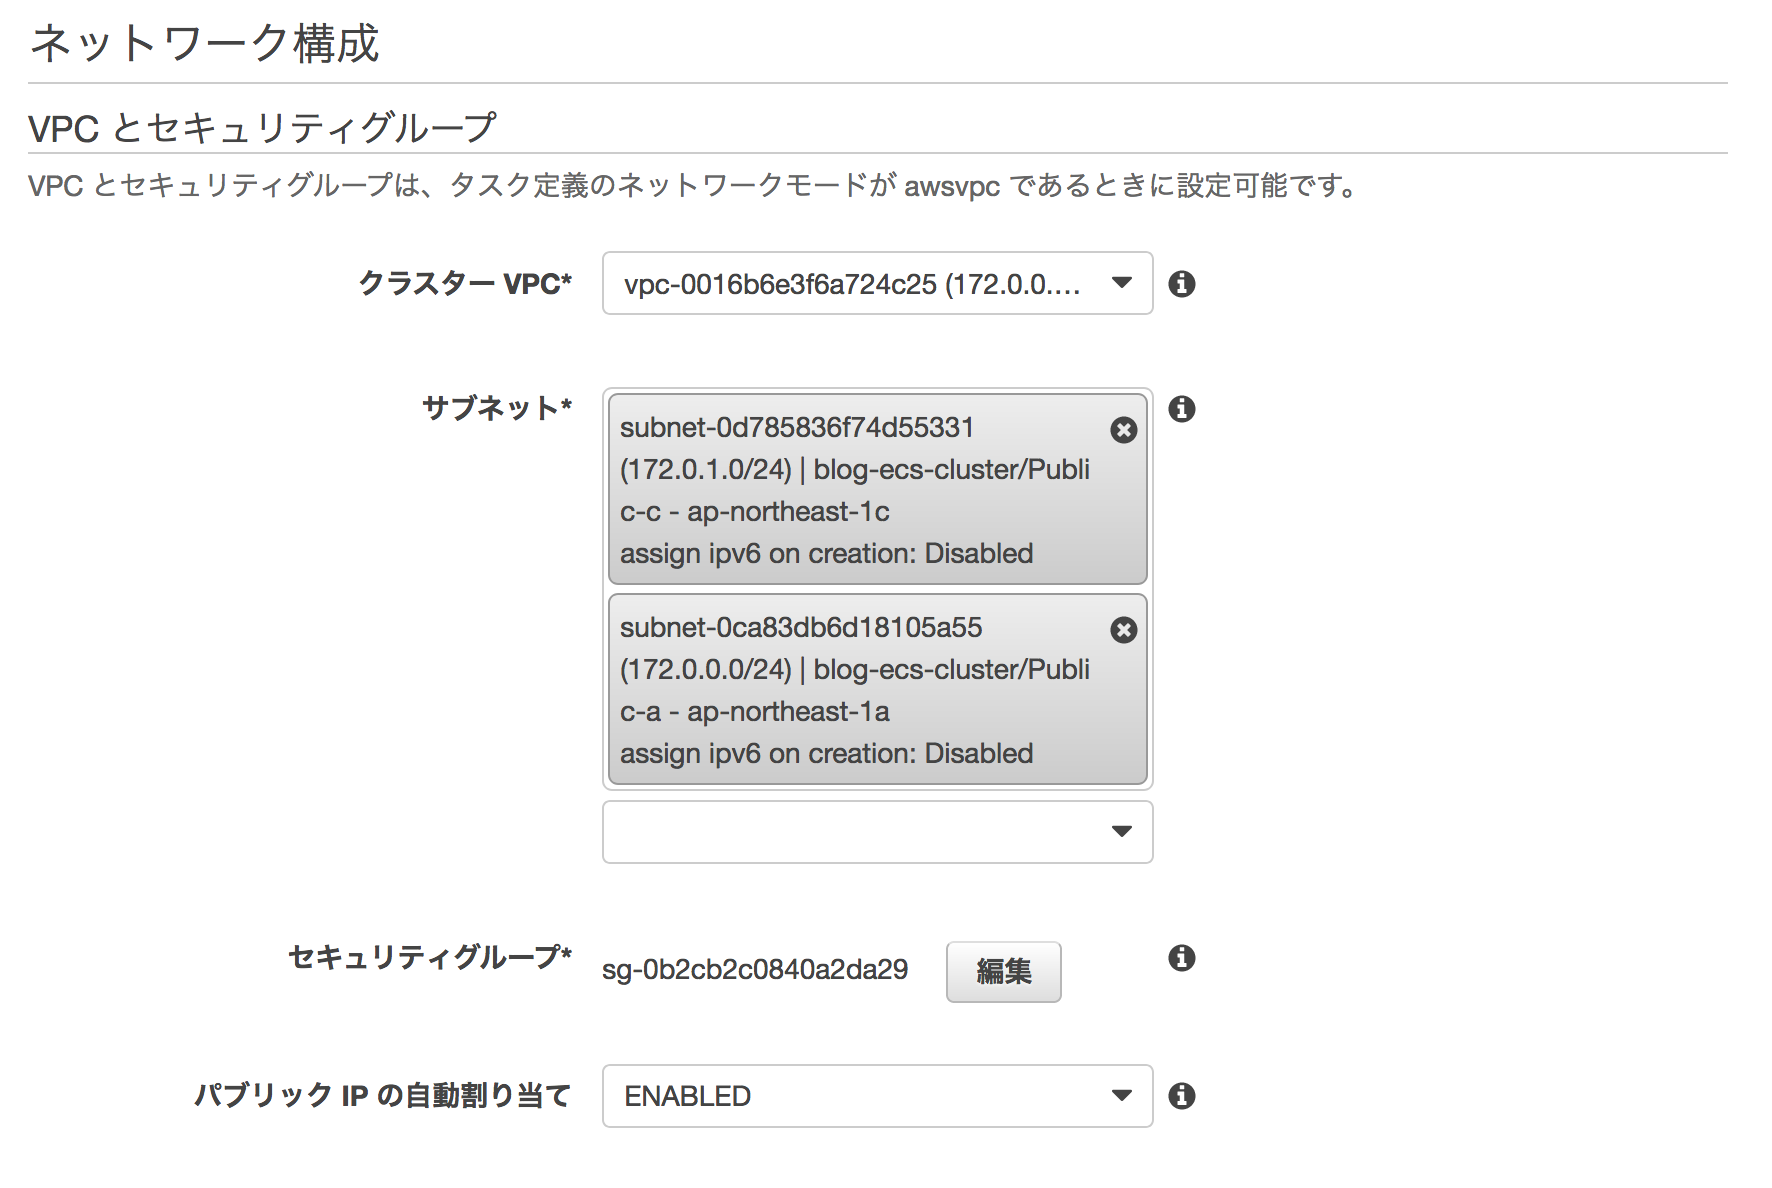 ネットワーク構成
VPC とセキュリティグループ
VPC とセキュリティグループは、タスク定義のネットワークモードが awsvpc であるときに設定可能です。
クラスター VPC*
vpc-0016b6e3f6a724c25 (172.0.0....
サブネット*
subnet-0d785836f74d55331
(172.0.1.0/24) | blog-ecs-cluster/Publi
c-c - ap-northeast-1c
assign ipv6 on creation: Disabled
subnet-0ca83db6d18105a55
(172.0.0.0/24) | blog-ecs-cluster/Publi
c-a - ap-northeast-1a
assign ipv6 on creation: Disabled
セキュリティグループ*
sg-0b2cb2c0840a2da29
編集
パブリック IP の自動割り当て
ENABLED